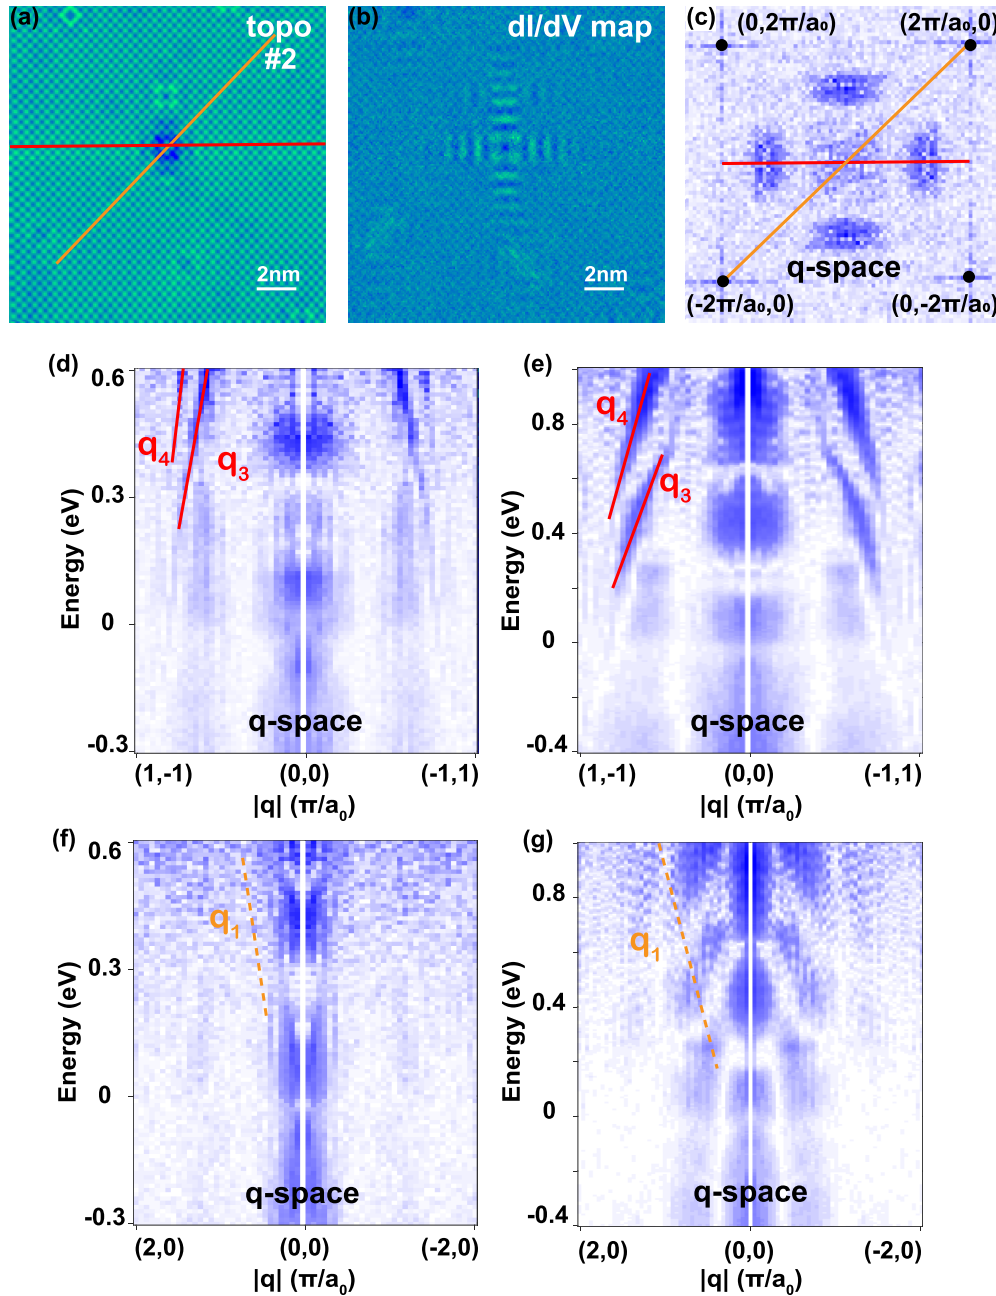 (a)
topo
#2
2nm
(b)
dI/dV map
2nm
(c)
(0,2π/a₀)
(2π/a₀,0)
q-space
(-2π/a₀,0)
(0,-2π/a₀)
(d)
0.6
0.3
0
-0.3
Energy (eV)
q₄
q₃
q-space
(1,-1)
(0,0)
(-1,1)
|q| (π/a₀)
(e)
0.8
0.4
0
-0.4
Energy (eV)
q₄
q₃
q-space
(1,-1)
(0,0)
(-1,1)
|q| (π/a₀)
(f)
0.6
0.3
0
-0.3
Energy (eV)
q₁
q-space
(2,0)
(0,0)
(-2,0)
|q| (π/a₀)
(g)
0.8
0.4
0
-0.4
Energy (eV)
q₁
q-space
(2,0)
(0,0)
(-2,0)
|q| (π/a₀)